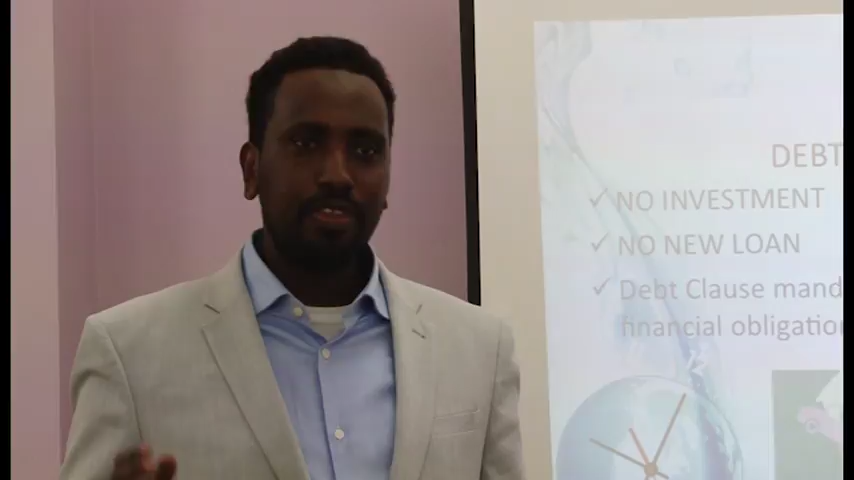 DEBT
✓ NO INVESTMENT
✓ NO NEW LOAN
✓ Debt Clause mand
financial obligation